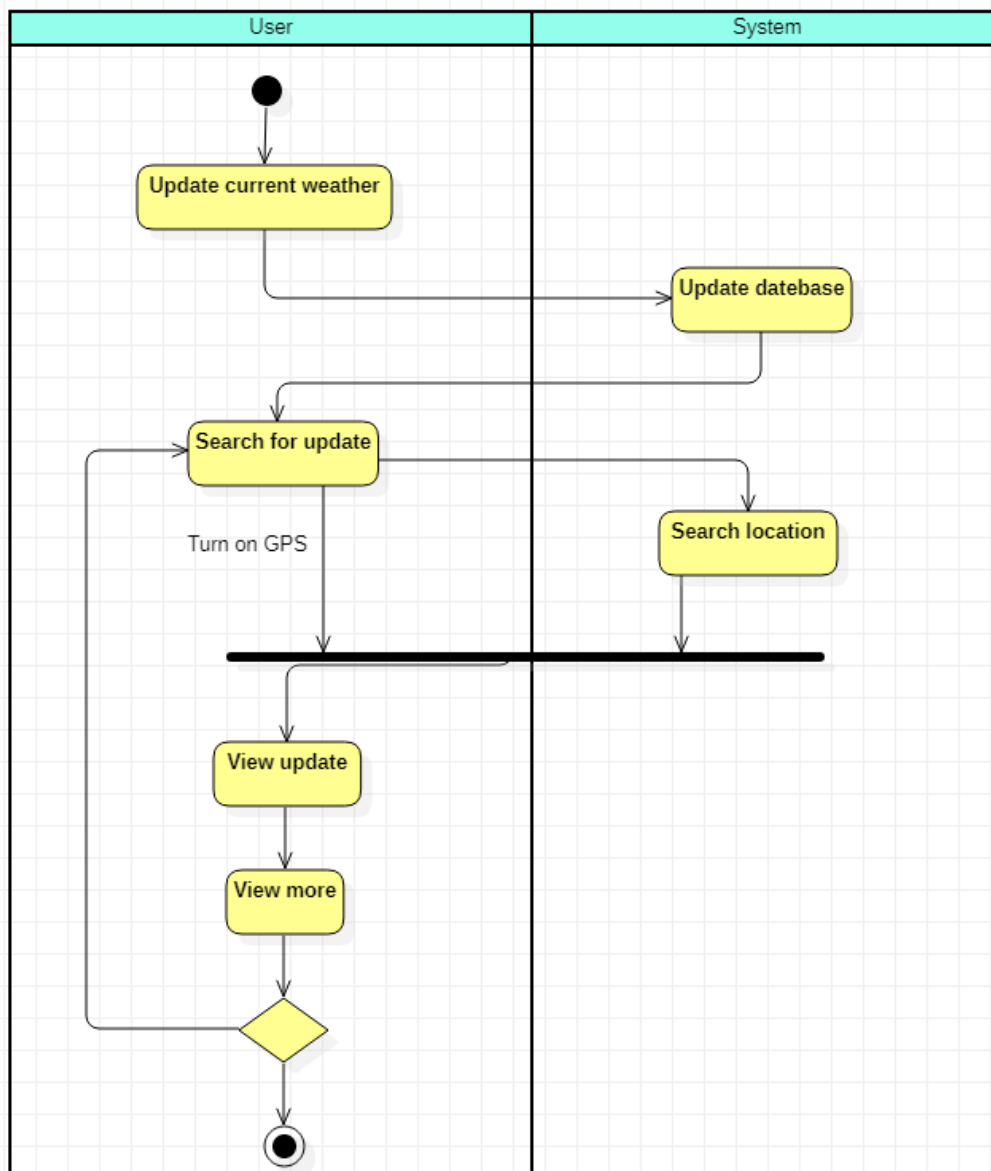 User
System
Update current weather
Update datebase
Search for update
Search location
Turn on GPS
View update
View more